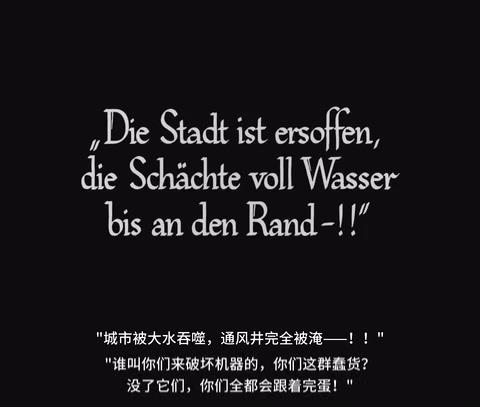 „Die Stadt ist ersoffen,
die Schächte voll Wasser
bis an den Rand-!!“
"城市被大水吞噬，通风井完全被淹——！！"
"谁叫你们来破坏机器的，你们这群蠢货？
没了它们，你们全都会跟着完蛋！"